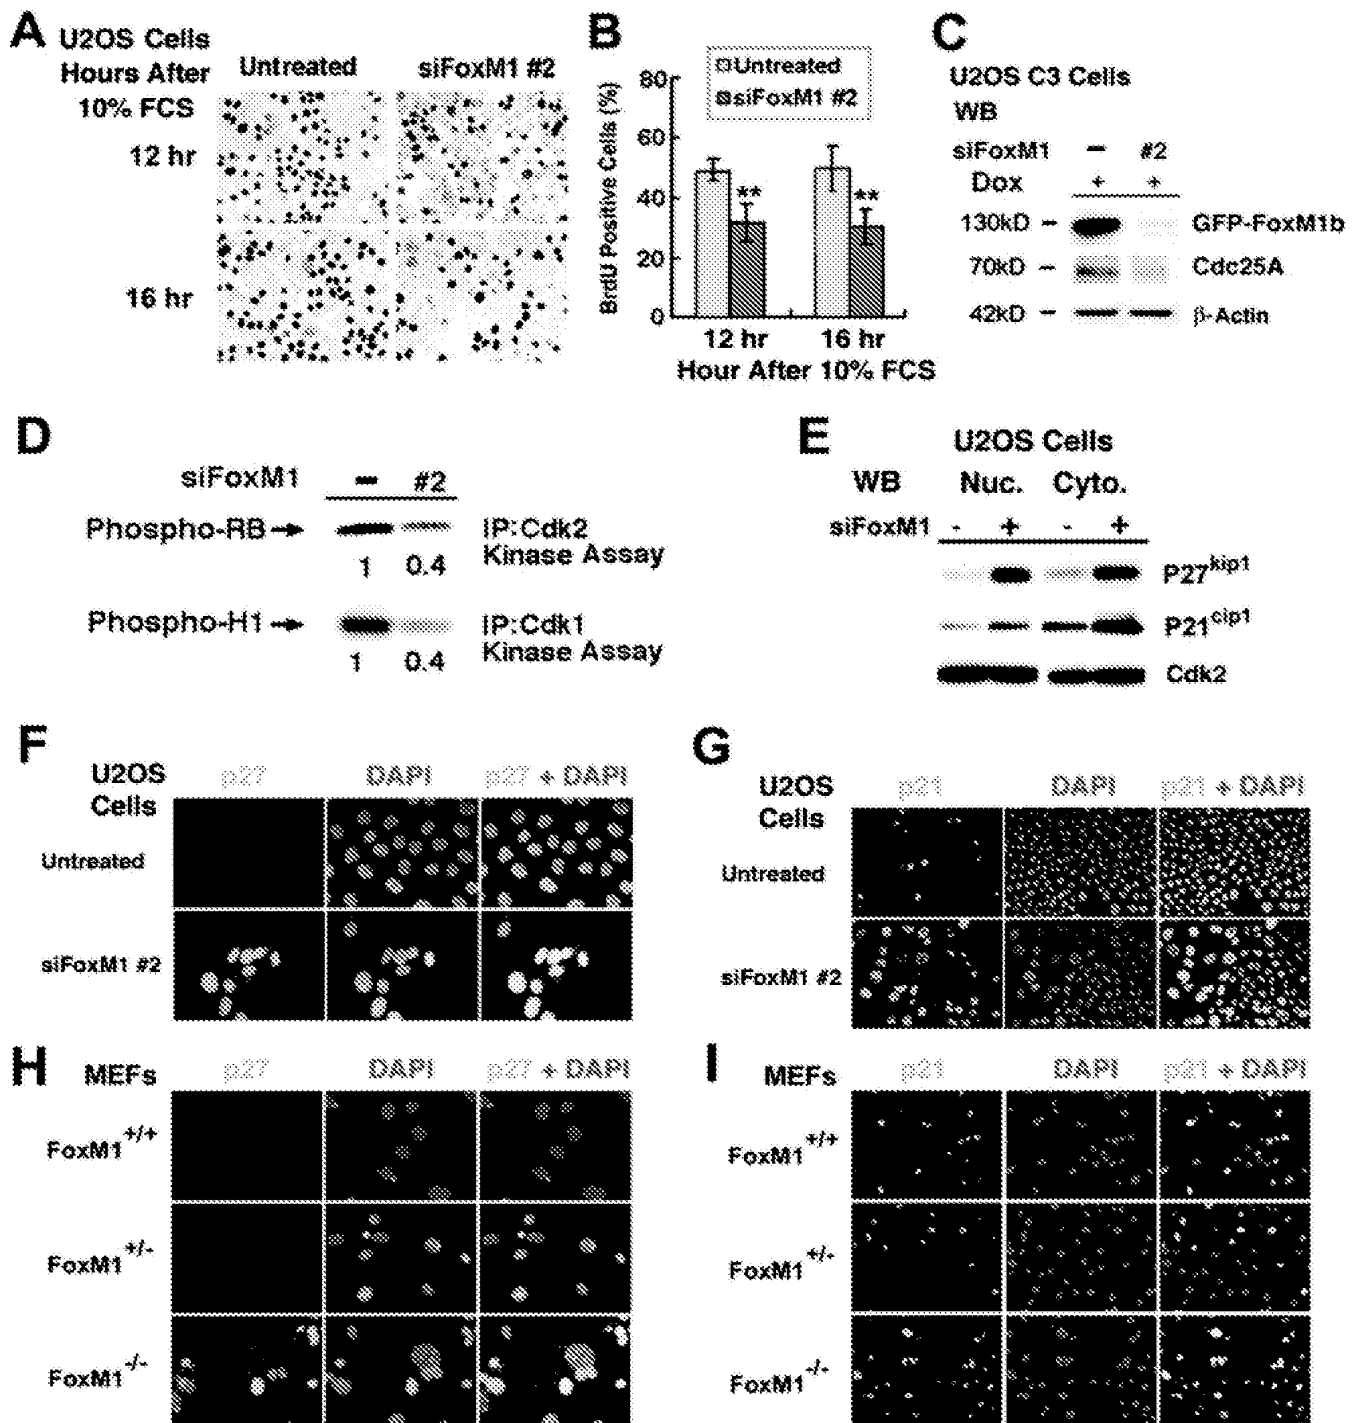 A
U2OS Cells
Hours After
10% FCS
Untreated
siFoxM1 #2
12 hr
16 hr
B
Untreated
siFoxM1 #2
BrdU Positive Cells (%)
80
60
40
20
0
**
**
12 hr
16 hr
Hour After 10% FCS
C
U2OS C3 Cells
WB
siFoxM1 - #2
Dox + +
130kD - GFP-FoxM1b
70kD - Cdc25A
42kD - β-Actin
D
siFoxM1 - #2
Phospho-RB → IP:Cdk2
Kinase Assay
1 0.4
Phospho-H1 → IP:Cdk1
Kinase Assay
1 0.4
E
U2OS Cells
WB Nuc. Cyto.
siFoxM1 - + - +
P27kip1
P21cip1
Cdk2
F
U2OS
Cells
p27 DAPI p27 + DAPI
Untreated
siFoxM1 #2
G
U2OS
Cells
p21 DAPI p21 + DAPI
Untreated
siFoxM1 #2
H
MEFs p27 DAPI p27 + DAPI
FoxM1+/+
FoxM1+/-
FoxM1-/-
I
MEFs p21 DAPI p21 + DAPI
FoxM1+/+
FoxM1+/-
FoxM1-/-